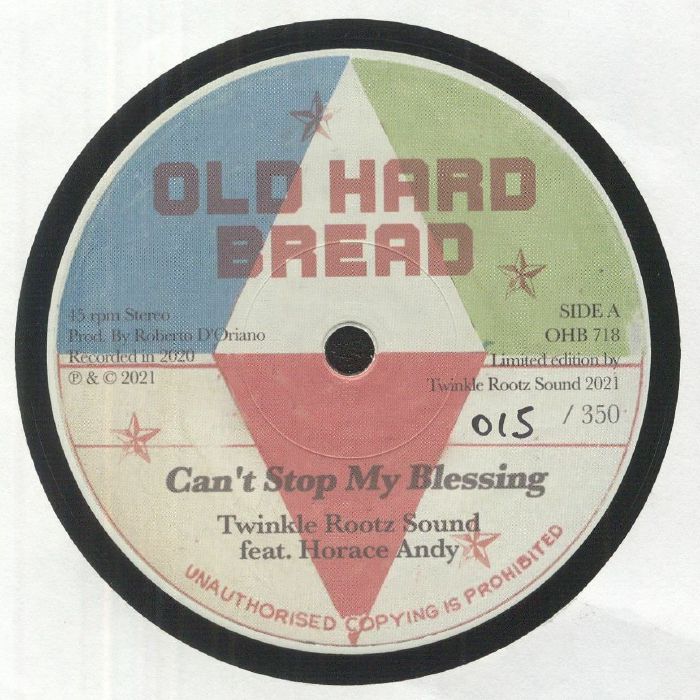 OLD HARD
BREAD
45 rpm Stereo
Prod. By Roberto D'Oriano
Recorded in 2020
℗ & © 2021
SIDE A
OHB 718
Limited edition by
Twinkle Rootz Sound 2021
015 / 350
Can't Stop My Blessing
Twinkle Rootz Sound
feat. Horace Andy
UNAUTHORISED COPYING IS PROHIBITED